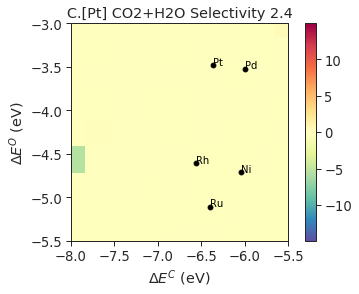 C.[Pt] CO2+H2O Selectivity 2.4
−3.0
−3.5
−4.0
−4.5
−5.0
−5.5
ΔE^O (eV)
Pt
Pd
Rh
Ni
Ru
−8.0 −7.5 −7.0 −6.5 −6.0 −5.5
ΔE^C (eV)
10
5
0
−5
−10